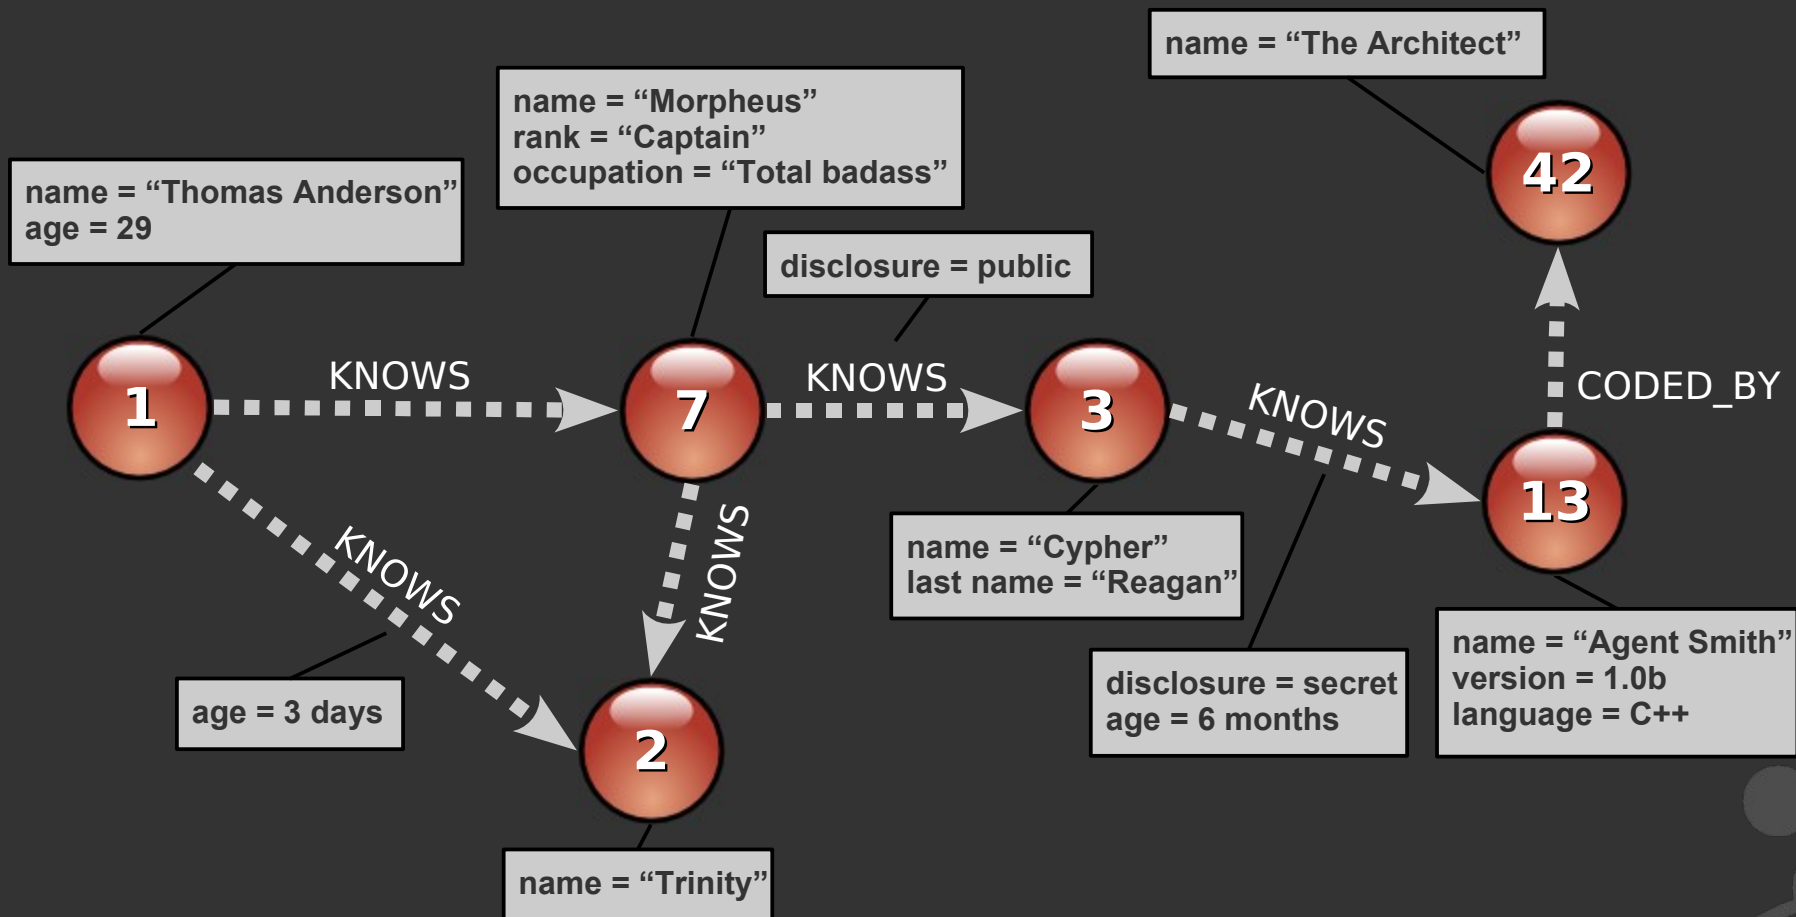 name = “The Architect”
name = “Morpheus”
rank = “Captain”
occupation = “Total badass”
42
name = “Thomas Anderson”
age = 29
disclosure = public
1
KNOWS
7
KNOWS
3
KNOWS
CODED_BY
13
KNOWS
KNOWS
name = “Cypher”
last name = “Reagan”
age = 3 days
2
disclosure = secret
age = 6 months
name = “Agent Smith”
version = 1.0b
language = C++
name = “Trinity”